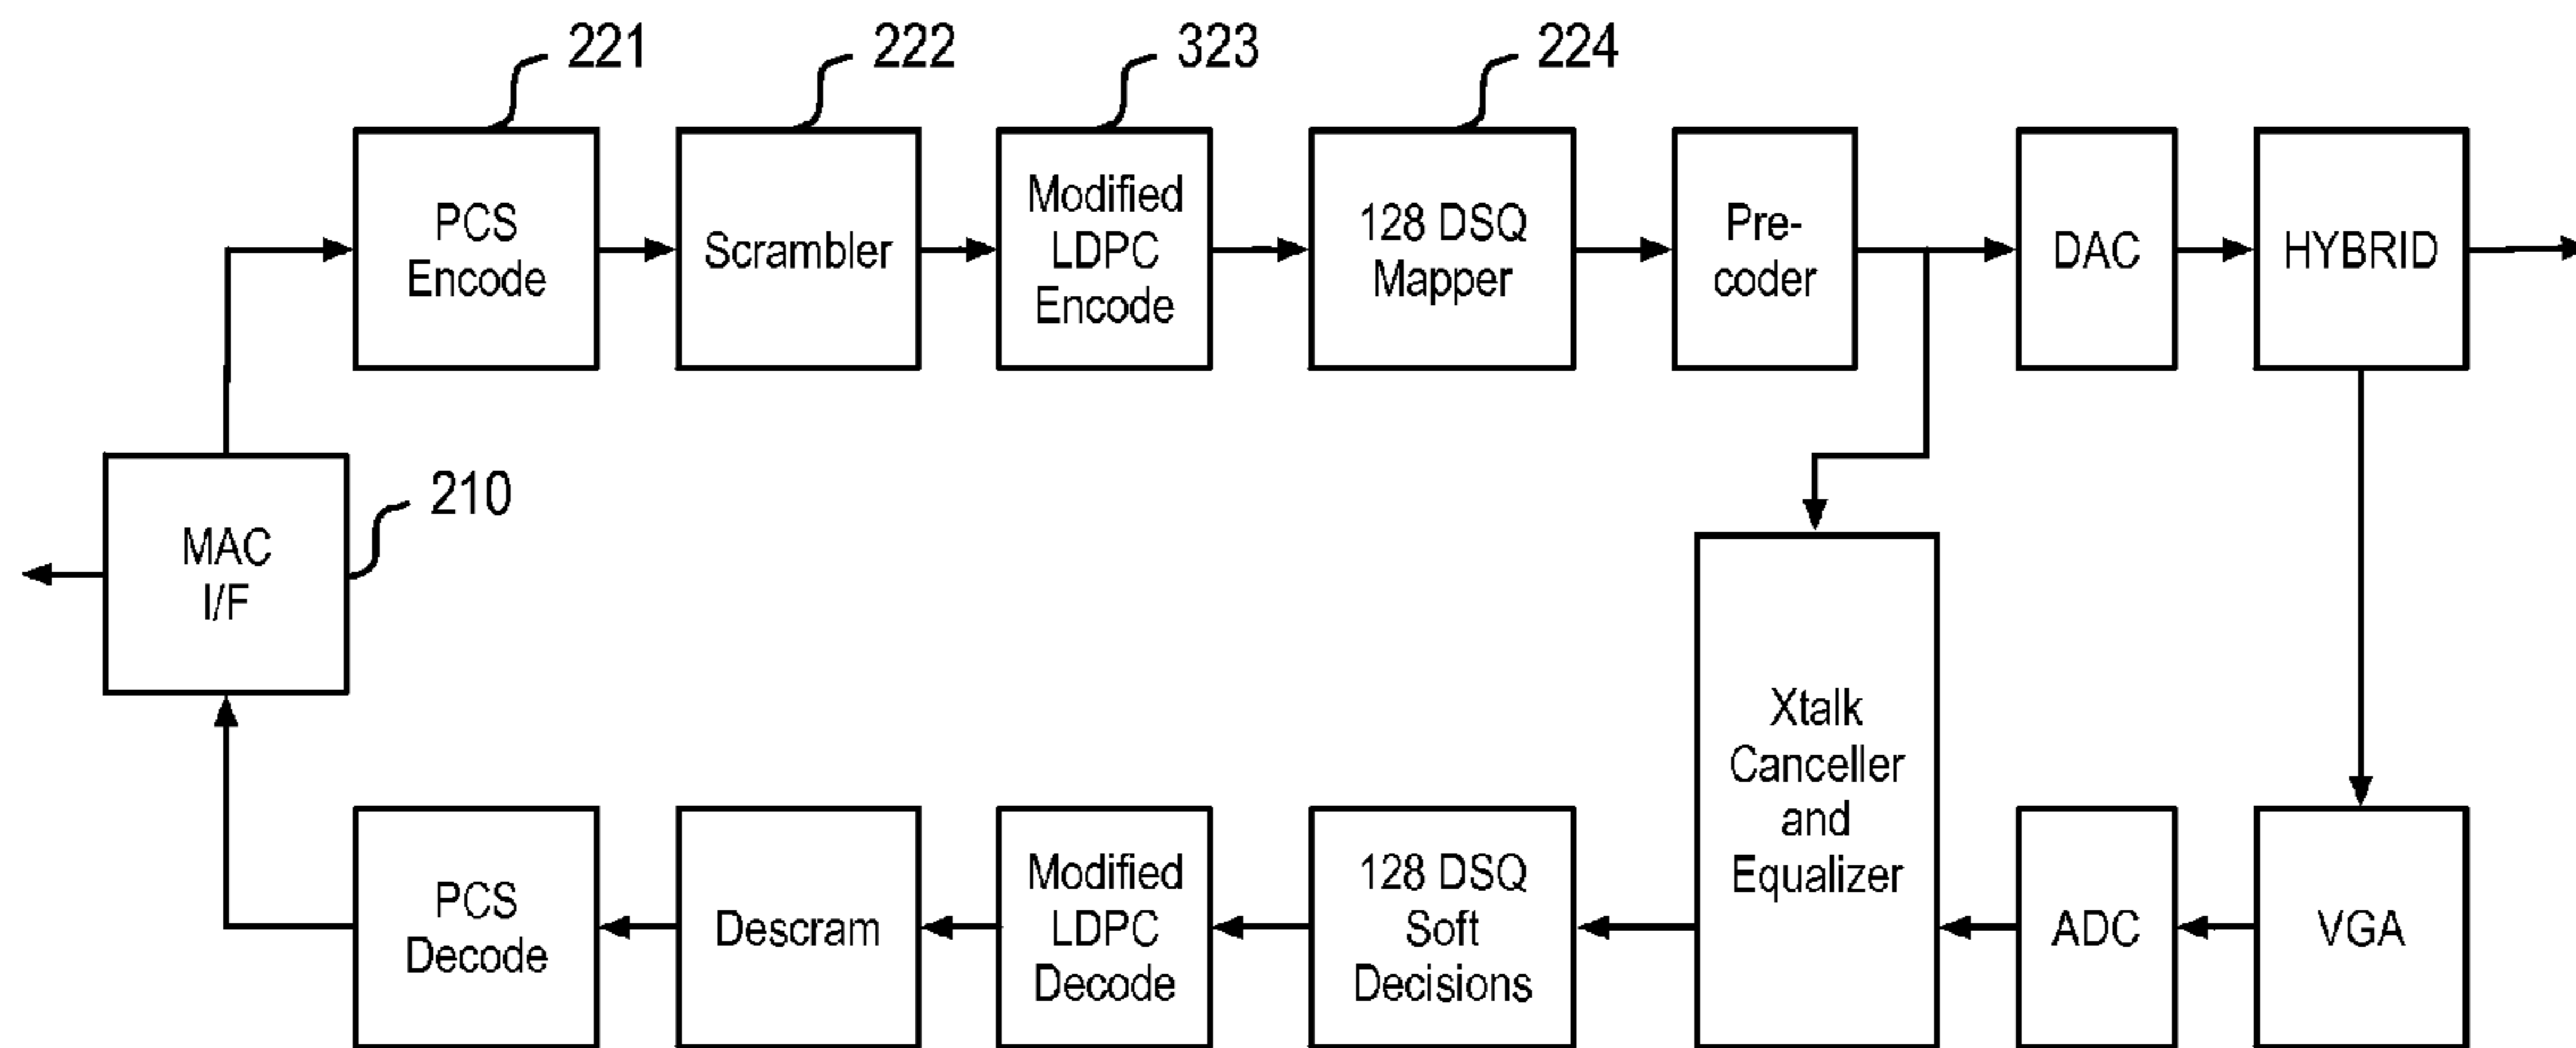 221
222
323
224
PCS
Encode
Scrambler
Modified
LDPC
Encode
128 DSQ
Mapper
Pre-
coder
DAC
HYBRID
210
MAC
I/F
Xtalk
Canceller
and
Equalizer
PCS
Decode
Descram
Modified
LDPC
Decode
128 DSQ
Soft
Decisions
ADC
VGA